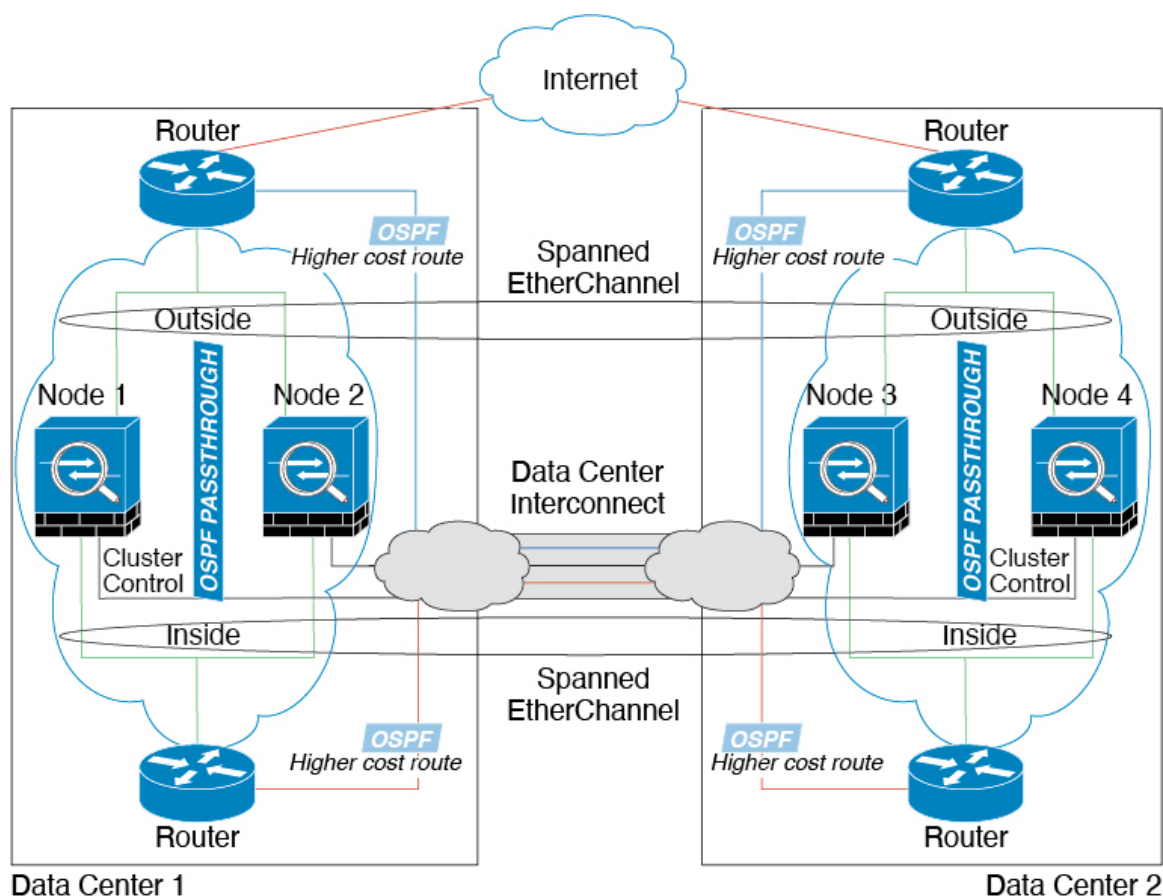 Internet
Router
Router
OSPF
Higher cost route
Spanned
EtherChannel
OSPF
Higher cost route
Outside
Outside
Node 1
OSPF PASSTHROUGH
Node 2
Node 3
OSPF PASSTHROUGH
Node 4
Data Center
Interconnect
Cluster
Control
Cluster
Control
Inside
Inside
Spanned
EtherChannel
OSPF
Higher cost route
OSPF
Higher cost route
Router
Router
Data Center 1
Data Center 2